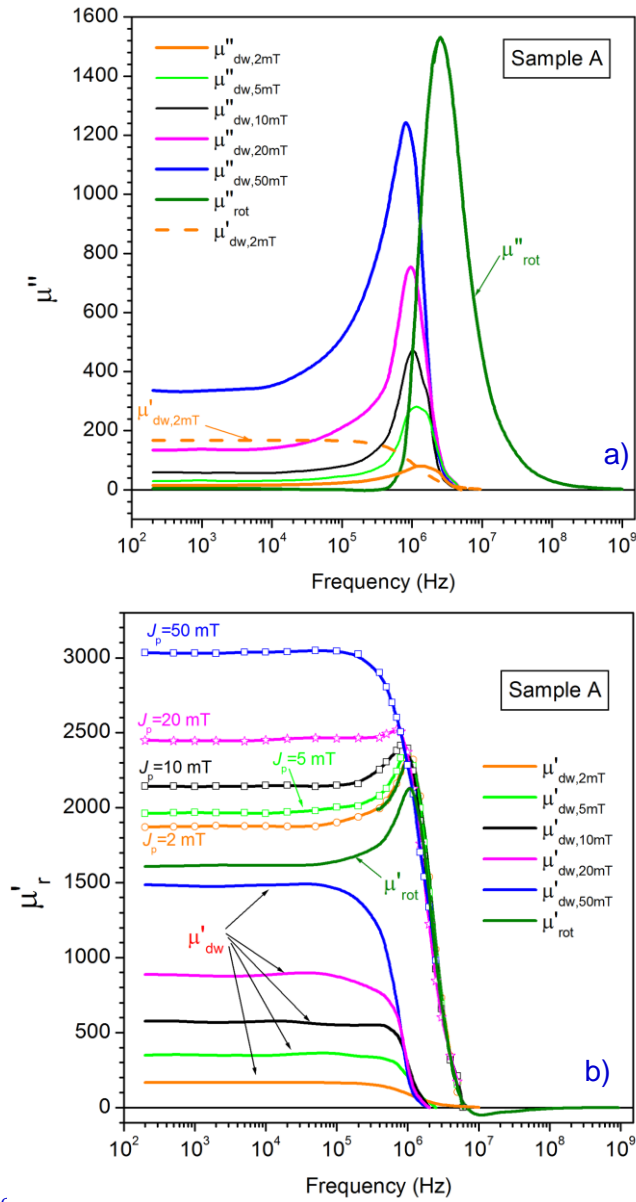 1600
1400
1200
1000
800
600
400
200
0
μ''
μ''dw,2mT
μ''dw,5mT
μ''dw,10mT
μ''dw,20mT
μ''dw,50mT
μ''rot
μ'dw,2mT
Sample A
μ''rot
μ'dw,2mT
a)
10² 10³ 10⁴ 10⁵ 10⁶ 10⁷ 10⁸ 10⁹
Frequency (Hz)
3000
2500
2000
1500
1000
500
0
μ'r
Jp=50 mT
Sample A
Jp=20 mT
Jp=5 mT
Jp=10 mT
Jp=2 mT
μ'rot
μ'dw
μ'dw,2mT
μ'dw,5mT
μ'dw,10mT
μ'dw,20mT
μ'dw,50mT
μ'rot
b)
10² 10³ 10⁴ 10⁵ 10⁶ 10⁷ 10⁸ 10⁹
Frequency (Hz)